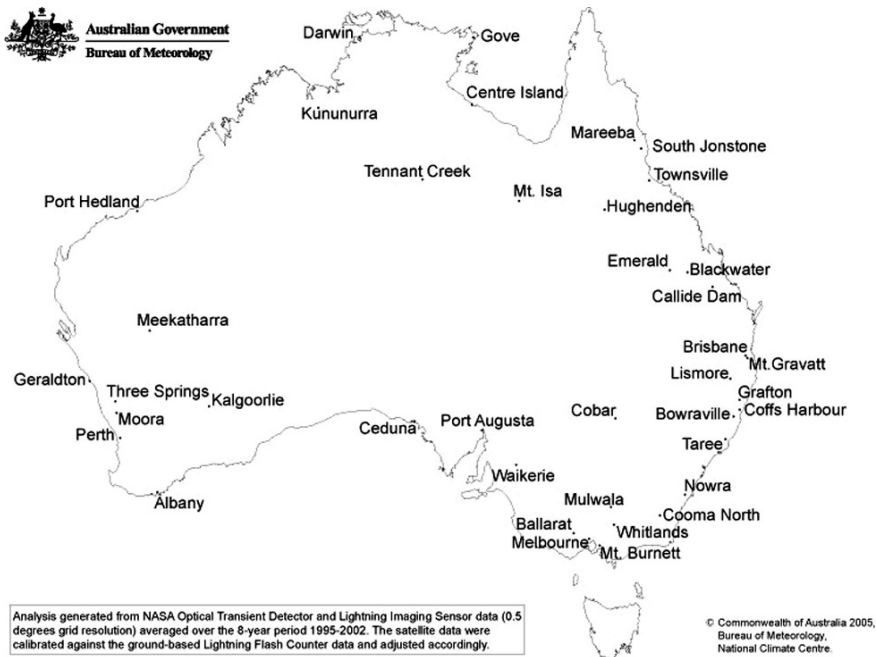 Australian Government
Bureau of Meteorology
Darwin
Gove
Centre Island
Kununurra
Mareeba
South Jonstone
Tennant Creek
Townsville
Mt. Isa
Port Hedland
Hughenden
Emerald
Blackwater
Callide Dam
Meekatharra
Brisbane
Mt.Gravatt
Geraldton
Lismore
Three Springs
Kalgoorlie
Grafton
Moora
Cobar
Bowraville
Coffs Harbour
Perth
Ceduna
Port Augusta
Taree
Waikerie
Nowra
Albany
Mulwala
Cooma North
Ballarat
Whitlands
Melbourne
Mt. Burnett
Analysis generated from NASA Optical Transient Detector and Lightning Imaging Sensor data (0.5
degrees grid resolution) averaged over the 8-year period 1995-2002. The satellite data were
calibrated against the ground-based Lightning Flash Counter data and adjusted accordingly.
© Commonwealth of Australia 2005,
Bureau of Meteorology,
National Climate Centre.